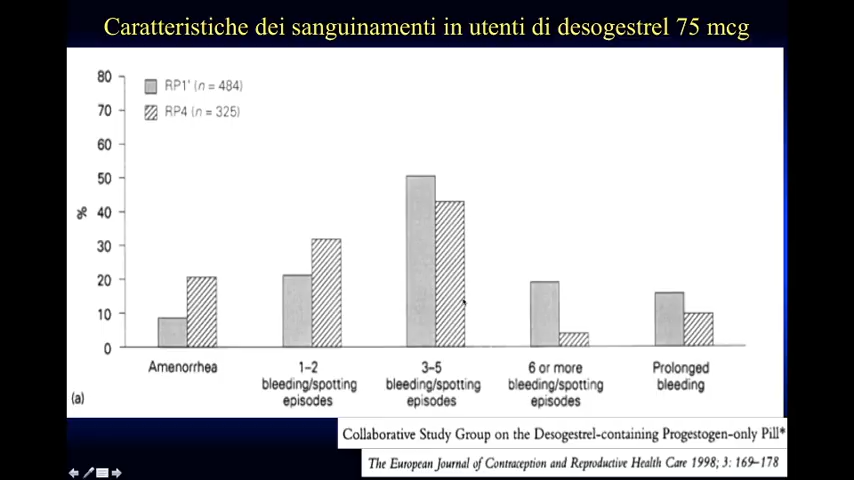 Caratteristiche dei sanguinamenti in utenti di desogestrel 75 mcg
80
70
60
50
40
30
20
10
0
%
RP1' (n = 484)
RP4 (n = 325)
Amenorrhea
1–2
bleeding/spotting
episodes
3–5
bleeding/spotting
episodes
6 or more
bleeding/spotting
episodes
Prolonged
bleeding
(a)
Collaborative Study Group on the Desogestrel-containing Progestogen-only Pill*
The European Journal of Contraception and Reproductive Health Care 1998; 3: 169–178